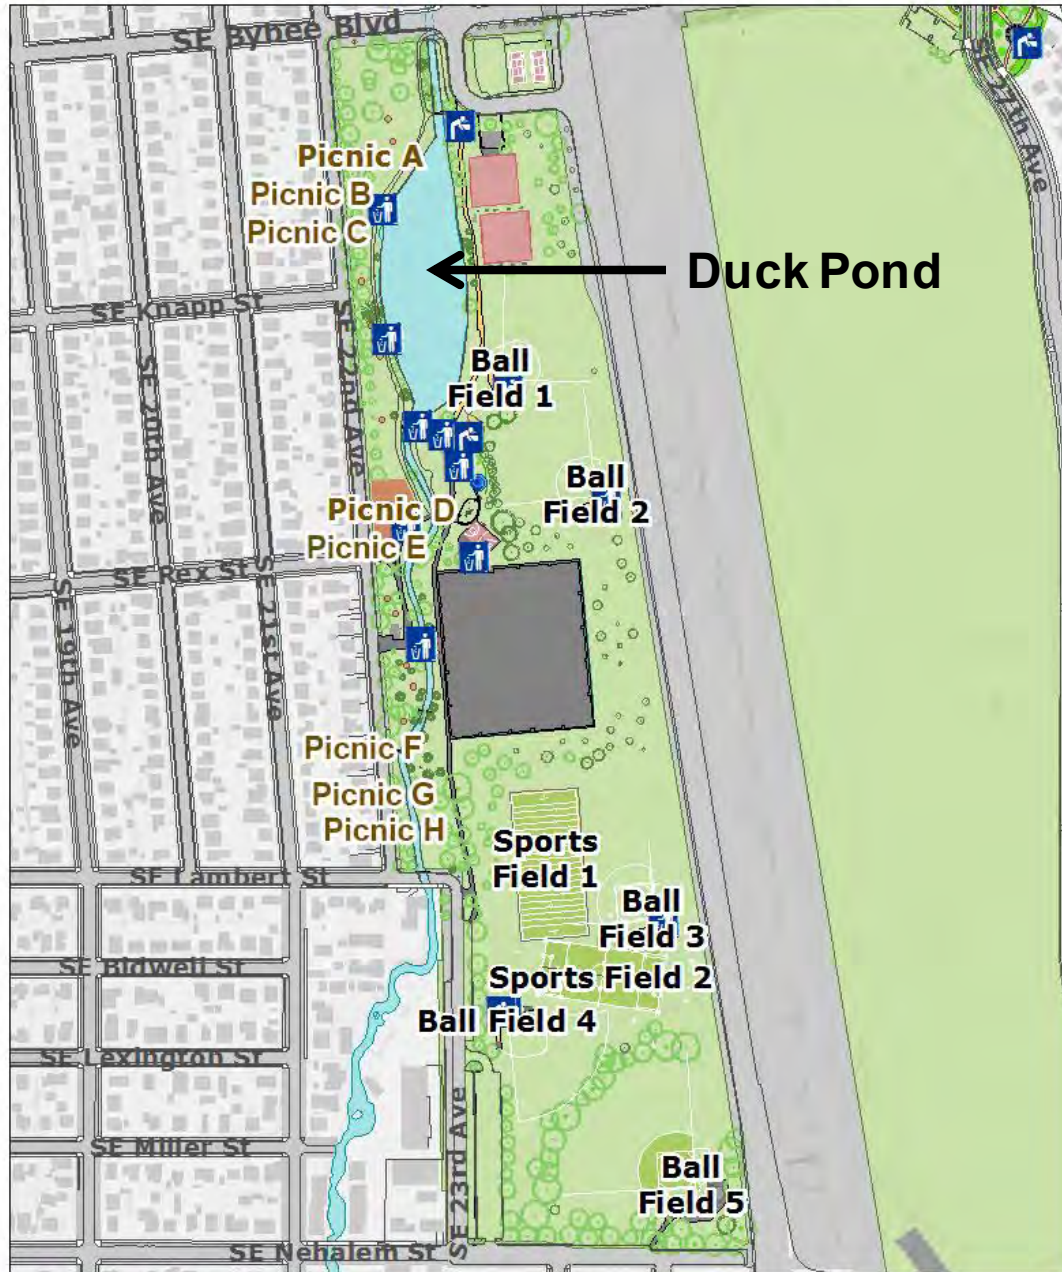 SE Bybee Blvd
SE 27th Ave
Picnic A
Picnic B
Picnic C
Duck Pond
SE Knapp St
SE 22nd Ave
SE 20th Ave
Ball
Field 1
Ball
Field 2
Picnic D
Picnic E
SE Rex St
SE 19th Ave
SE 21st Ave
Picnic F
Picnic G
Picnic H
Sports
Field 1
SE Lambert St
Ball
Field 3
SE Bidwell St
Sports Field 2
Ball Field 4
SE Lexington St
SE Miller St
SE 23rd Ave
Ball
Field 5
SE Nehalem St